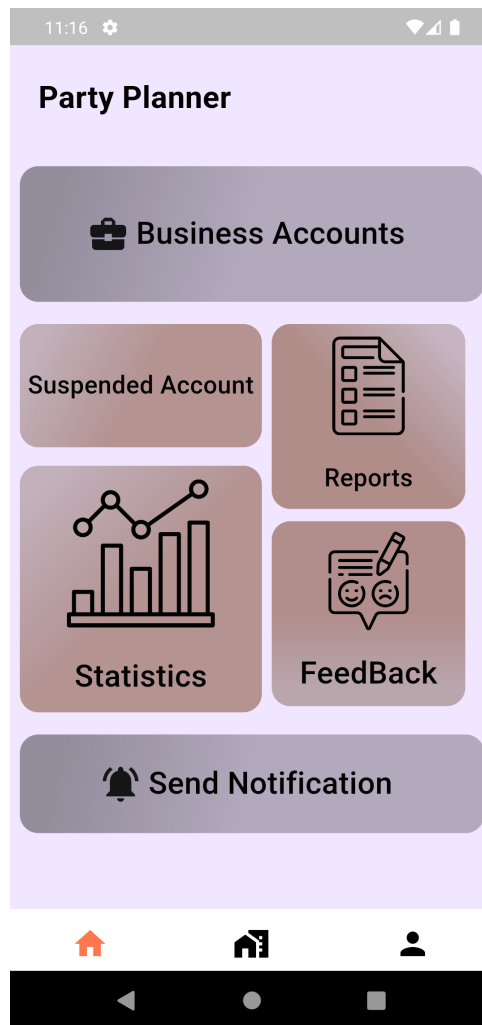 11:16
Party Planner
Business Accounts
Suspended Account
Reports
Statistics
FeedBack
Send Notification